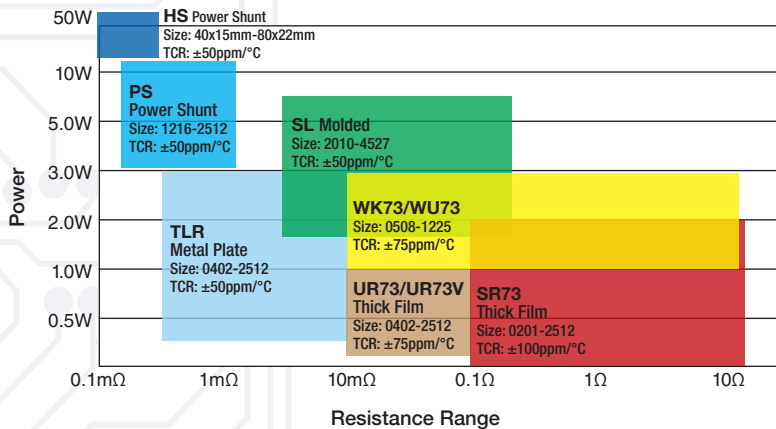 50W
10W
5.0W
3.0W
2.0W
1.0W
0.5W
Power
HS Power Shunt
Size: 40x15mm-80x22mm
TCR: ±50ppm/°C
PS
Power Shunt
Size: 1216-2512
TCR: ±50ppm/°C
SL Molded
Size: 2010-4527
TCR: ±50ppm/°C
TLR
Metal Plate
Size: 0402-2512
TCR: ±50ppm/°C
WK73/WU73
Size: 0508-1225
TCR: ±75ppm/°C
UR73/UR73V
Thick Film
Size: 0402-2512
TCR: ±75ppm/°C
SR73
Thick Film
Size: 0201-2512
TCR: ±100ppm/°C
0.1mΩ 1mΩ 10mΩ 0.1Ω 1Ω 10Ω
Resistance Range